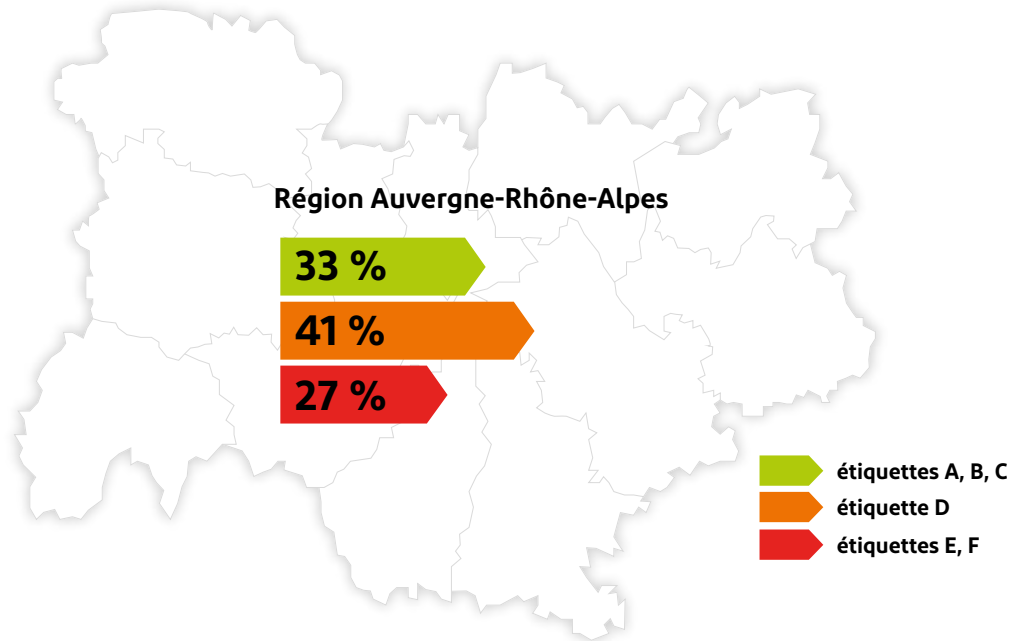 Région Auvergne-Rhône-Alpes
33 %
41 %
27 %
étiquettes A, B, C
étiquette D
étiquettes E, F